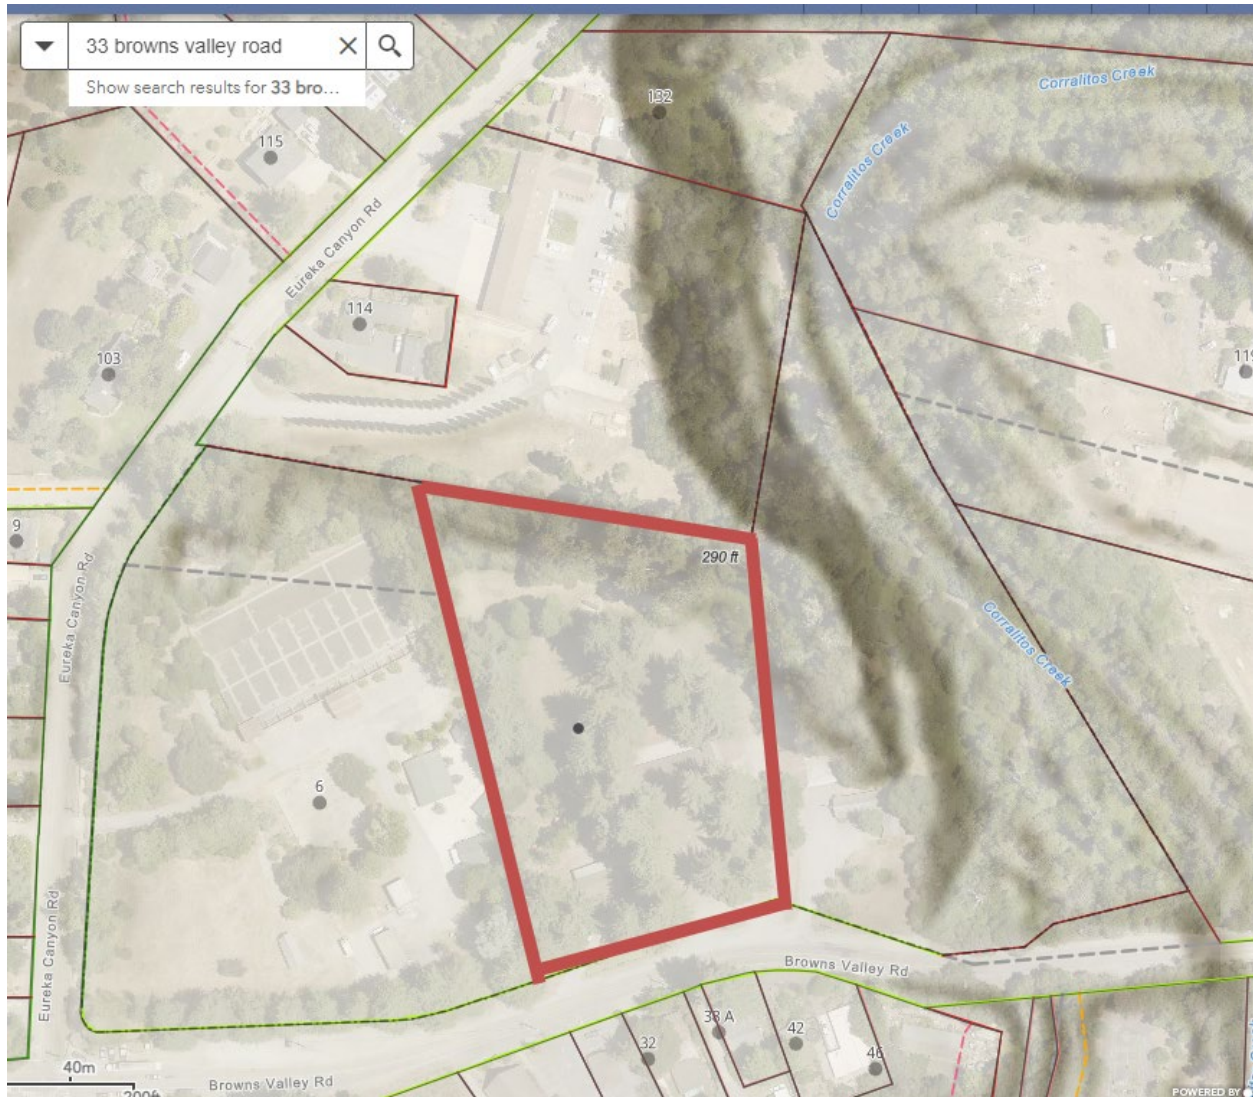 33 browns valley road
Show search results for 33 bro...
132
Corralitos Creek
Corralitos Creek
115
Eureka Canyon Rd
114
103
119
9
290 ft
Eureka Canyon Rd
Corralitos Creek
6
Eureka Canyon Rd
Browns Valley Rd
32
38 A
42
46
40m
200ft
Browns Valley Rd
POWERED BY